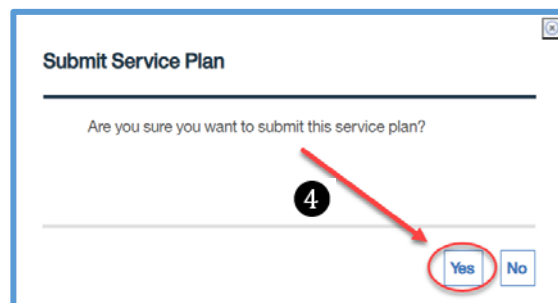 Submit Service Plan
Are you sure you want to submit this service plan?
4
Yes No